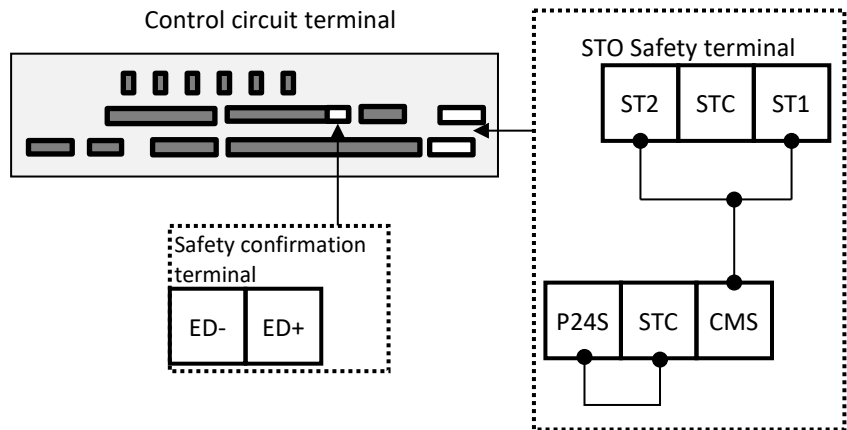 Control circuit terminal
STO Safety terminal
ST2 STC ST1
Safety confirmation
terminal
ED- ED+
P24S STC CMS